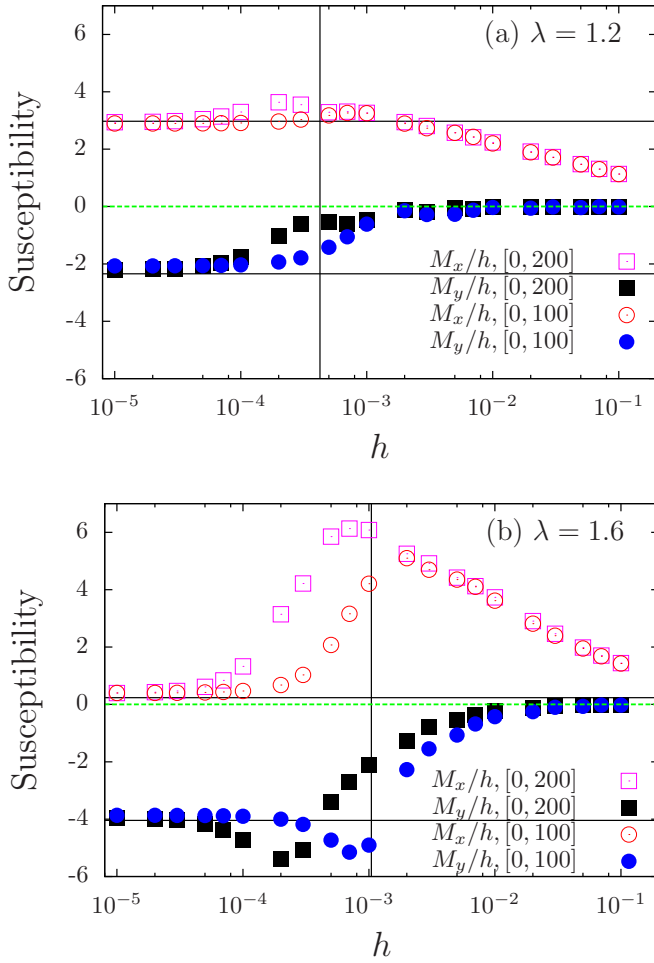 (a) λ = 1.2
6
4
2
0
-2
-4
-6
Susceptibility
M_x/h, [0, 200]
M_y/h, [0, 200]
M_x/h, [0, 100]
M_y/h, [0, 100]
10^{-5} 10^{-4} 10^{-3} 10^{-2} 10^{-1}
h
(b) λ = 1.6
6
4
2
0
-2
-4
-6
Susceptibility
M_x/h, [0, 200]
M_y/h, [0, 200]
M_x/h, [0, 100]
M_y/h, [0, 100]
10^{-5} 10^{-4} 10^{-3} 10^{-2} 10^{-1}
h